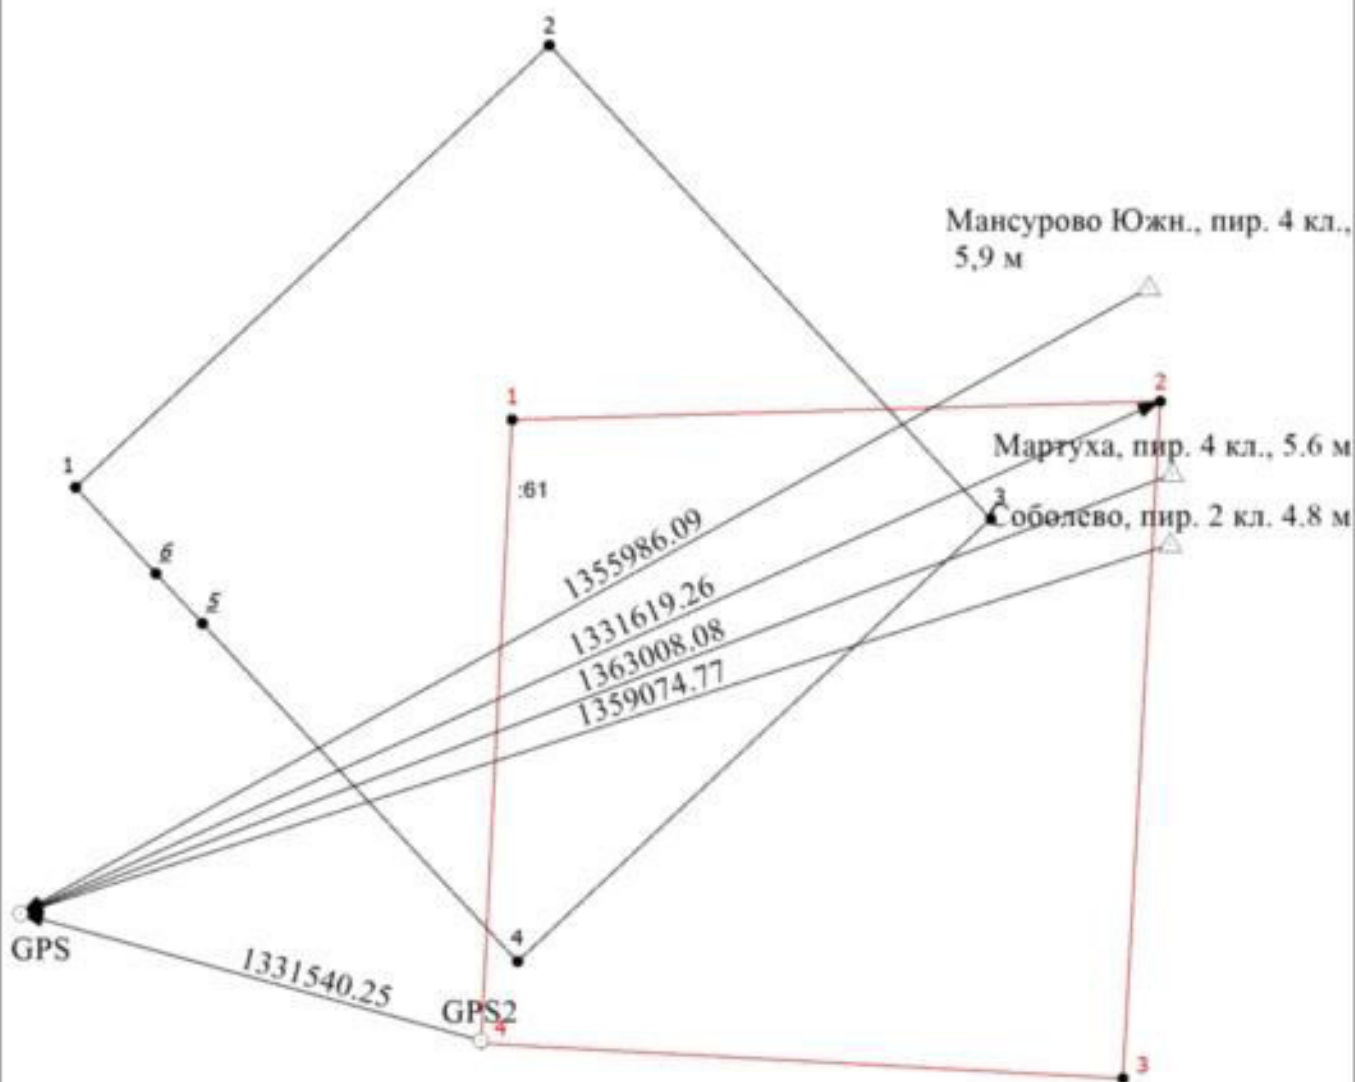 2
Мансурово Южн., пир. 4 кл.,
5,9 м
1
2
Мартуха, пир. 4 кл., 5.6 м
1
:61
3
Соболево, пир. 2 кл. 4.8 м
1355986.09
6
1331619.26
5
1363008.08
1359074.77
4
GPS
1331540.25
GPS2
4
3